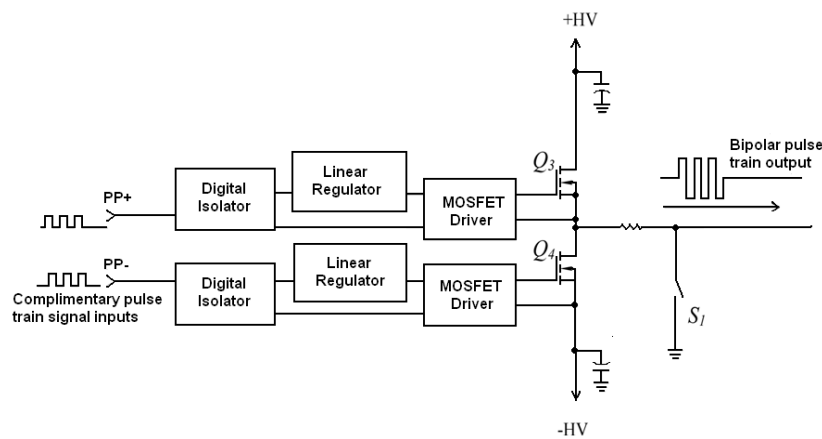 +HV
Bipolar pulse
train output
Q3
Linear
Regulator
Digital
Isolator
MOSFET
Driver
PP+
Q4
PP-
Linear
Regulator
Digital
Isolator
MOSFET
Driver
Complimentary pulse
train signal inputs
S1
-HV